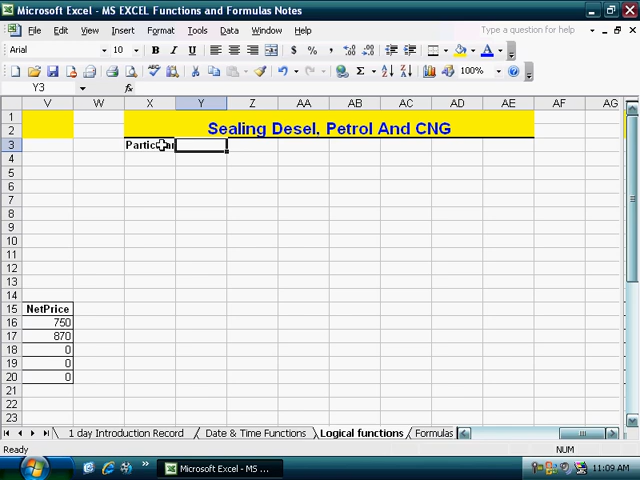 Microsoft Excel - MS EXCEL Functions and Formulas Notes
File Edit View Insert Format Tools Data Window Help
Type a question for help
Arial 10 B I U $ % ,
Σ 100%
Y3 fx
V W X Y Z AA AB AC AD AE AF AG
1
2 Sealing Desel. Petrol And CNG
3
4
5
6
7
8
9
10
11
12
13
14
15 NetPrice
16 750
17 870
18 0
19 0
20 0
21
22
23
1 day Introduction Record Date & Time Functions Logical functions Formulas
Ready NUM
start Microsoft Excel - MS ... 11:09 AM